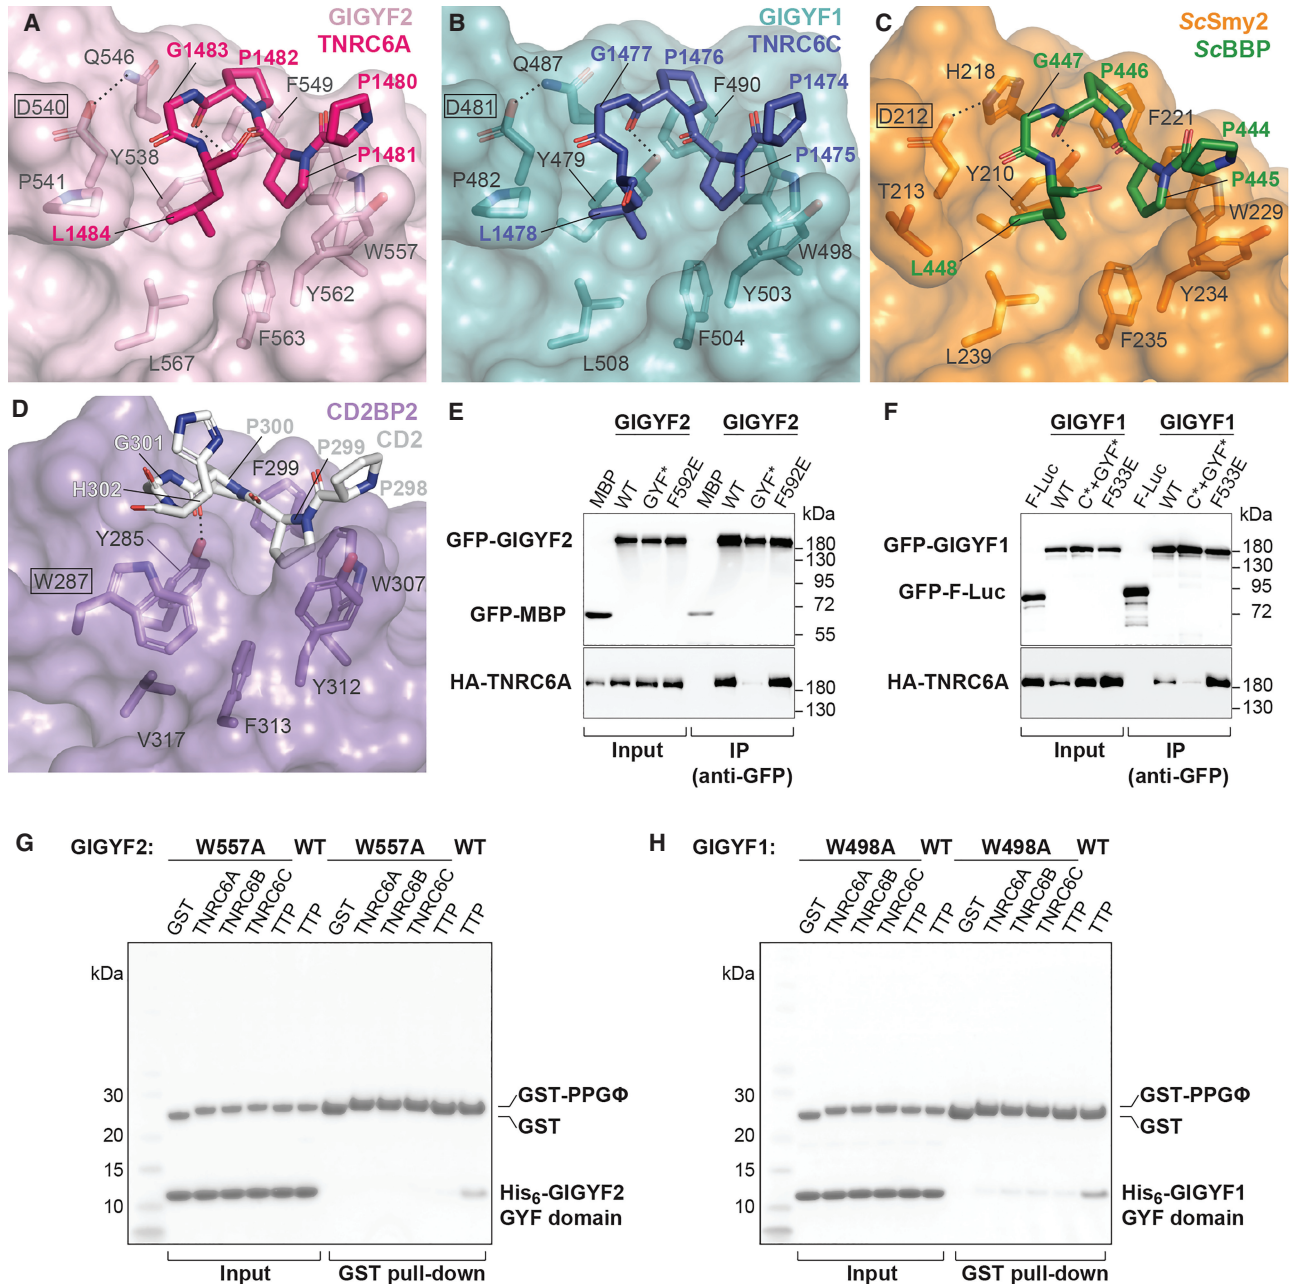 A
GIGYF2
TNRC6A
G1483
P1482
Q546
F549
P1480
D540
Y538
P1481
P541
L1484
W557
Y562
F563
L567
B
GIGYF1
TNRC6C
G1477
P1476
Q487
F490
P1474
D481
Y479
P1475
P482
L1478
W498
Y503
F504
L508
C
ScSmy2
ScBBP
G447
P446
H218
D212
F221
P444
Y210
T213
P445
W229
L448
Y234
F235
L239
D
CD2BP2
CD2
P300
G301
P299
F299
H302
P298
Y285
W287
W307
Y312
F313
V317
E
GIGYF2 GIGYF2
MBP WT GYF* F592E MBP WT GYF* F592E
kDa
GFP-GIGYF2
180
130
95
72
GFP-MBP
55
HA-TNRC6A
180
130
Input IP
(anti-GFP)
F
GIGYF1 GIGYF1
F-Luc WT C*+GYF* F533E F-Luc WT C*+GYF* F533E
kDa
GFP-GIGYF1
180
130
95
GFP-F-Luc
72
HA-TNRC6A
180
130
Input IP
(anti-GFP)
G
GIGYF2: W557A WT W557A WT
GST TNRC6A TNRC6B TNRC6C TTP TTP GST TNRC6A TNRC6B TNRC6C TTP TTP
kDa
30
20
15
10
GST-PPGΦ
GST
His6-GIGYF2
GYF domain
Input GST pull-down
H
GIGYF1: W498A WT W498A WT
GST TNRC6A TNRC6B TNRC6C TTP TTP GST TNRC6A TNRC6B TNRC6C TTP TTP
kDa
30
20
15
10
GST-PPGΦ
GST
His6-GIGYF1
GYF domain
Input GST pull-down